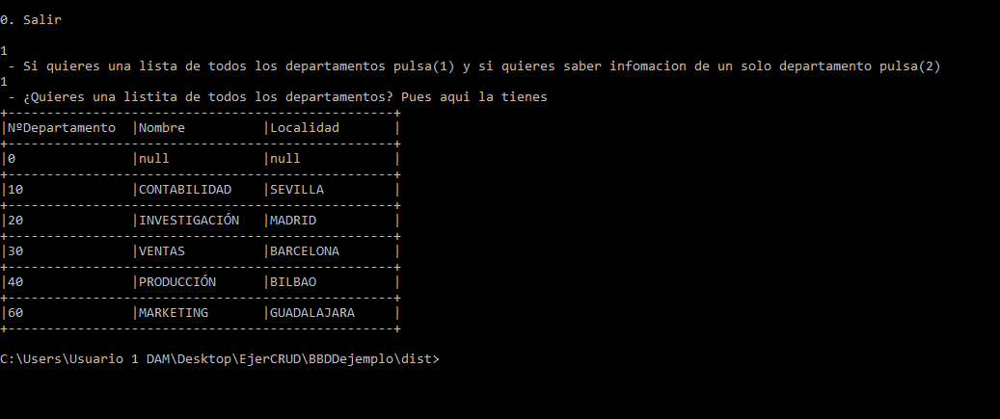 0. Salir
1
- Si quieres una lista de todos los departamentos pulsa(1) y si quieres saber infomacion de un solo departamento pulsa(2)
1
- ¿Quieres una listita de todos los departamentos? Pues aqui la tienes
+--------------------------------------------------+
|NºDepartamento  |Nombre          |Localidad       |
+--------------------------------------------------+
|0               |null            |null            |
+--------------------------------------------------+
|10              |CONTABILIDAD    |SEVILLA         |
+--------------------------------------------------+
|20              |INVESTIGACIÓN   |MADRID          |
+--------------------------------------------------+
|30              |VENTAS          |BARCELONA       |
+--------------------------------------------------+
|40              |PRODUCCIÓN      |BILBAO          |
+--------------------------------------------------+
|60              |MARKETING       |GUADALAJARA     |
+--------------------------------------------------+
C:\Users\Usuario 1 DAM\Desktop\EjerCRUD\BBDDejemplo\dist>